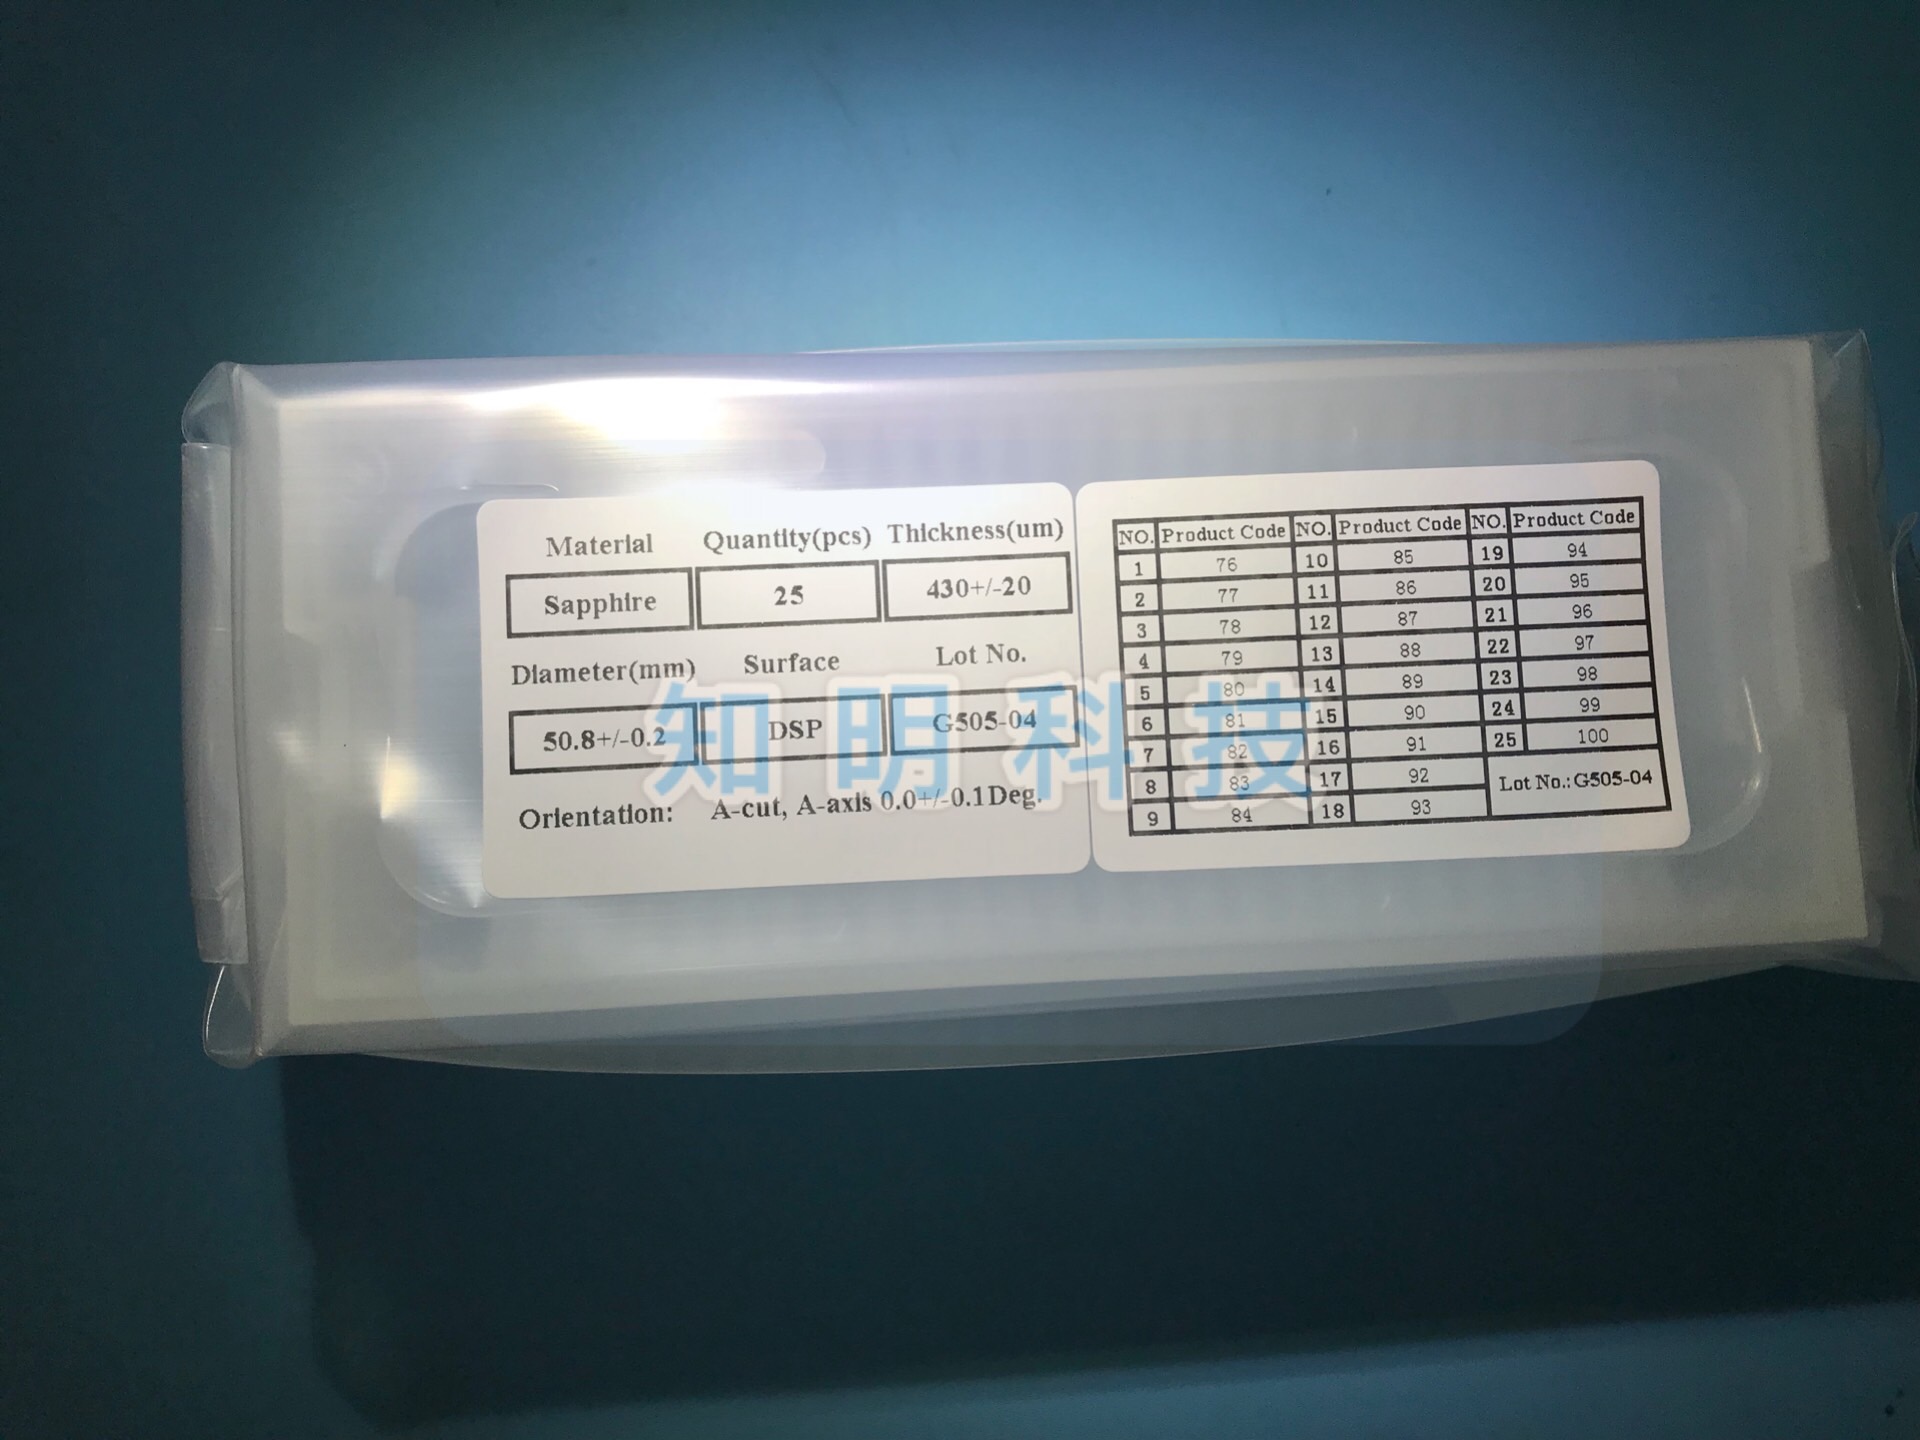 Material Quantity(pcs) Thickness(um)
Sapphire 25 430+/-20
Diameter(mm) Surface Lot No.
50.8+/-0.2 DSP G505-04
Orientation: A-cut, A-axis 0.0+/-0.1Deg.
NO. Product Code NO. Product Code NO. Product Code
1 76 10 85 19 94
2 77 11 86 20 95
3 78 12 87 21 96
4 79 13 88 22 97
5 80 14 89 23 98
6 81 15 90 24 99
7 82 16 91 25 100
8 83 17 92 Lot No.:G505-04
9 84 18 93
知明科技